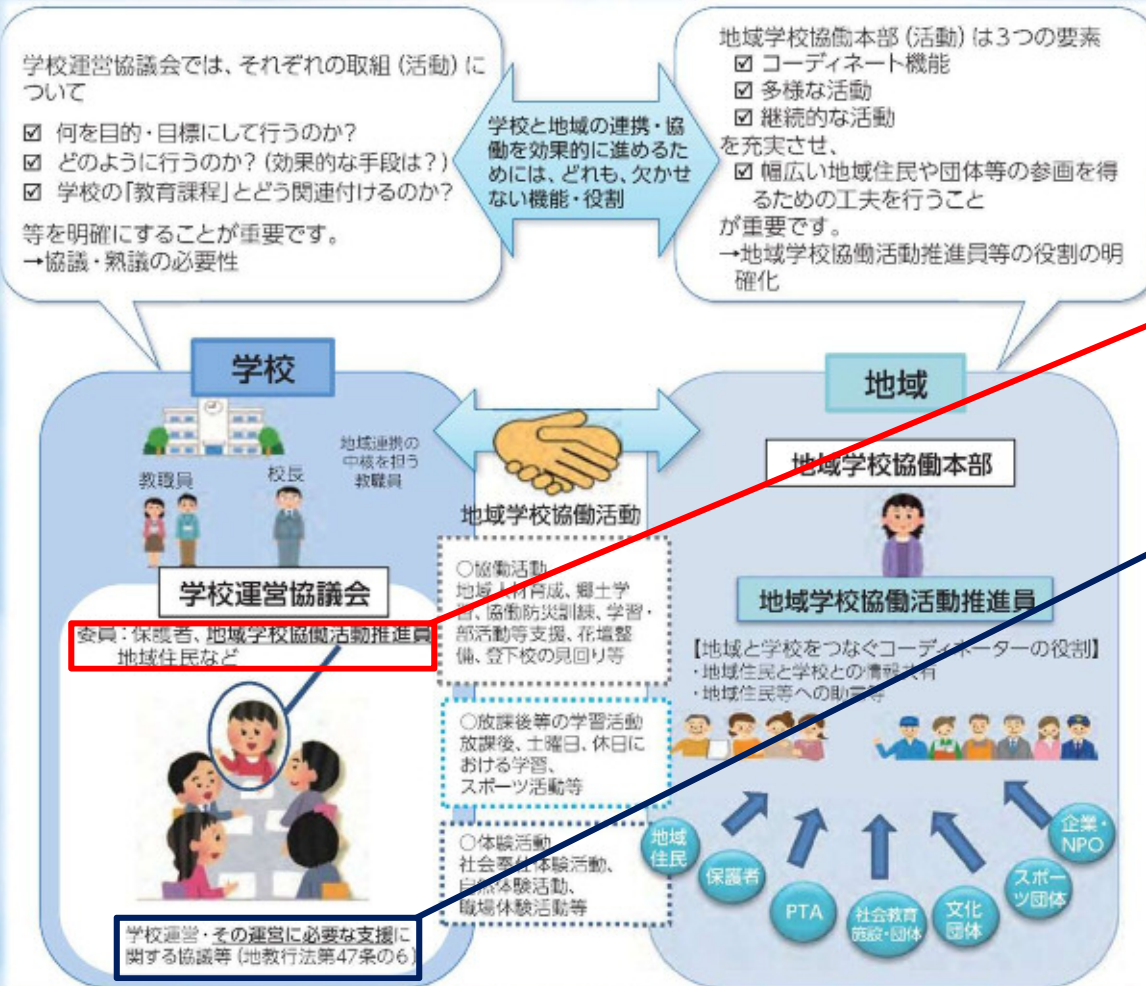 学校運営協議会では、それぞれの取組(活動)に
ついて
☑ 何を目的・目標にして行うのか?
☑ どのように行うのか?(効果的な手段は?)
☑ 学校の「教育課程」とどう関連付けるのか?
等を明確にすることが重要です。
→協議・熟議の必要性
学校と地域の連携・協
働を効果的に進めるた
めには、どれも、欠かせ
ない機能・役割
地域学校協働本部(活動)は3つの要素
☑ コーディネート機能
☑ 多様な活動
☑ 継続的な活動
を充実させ、
☑ 幅広い地域住民や団体等の参画を得
るための工夫を行うこと
が重要です。
→地域学校協働活動推進員等の役割の明
確化
学校
教職員
校長
地域連携の
中核を担う
教職員
学校運営協議会
委員:保護者、地域学校協働活動推進員
地域住民など
学校運営・その運営に必要な支援に
関する協議等(地教行法第47条の6)
地域学校協働活動
○協働活動
地域人材育成、郷土学
習、協働防災訓練、学習・
部活動等支援、花壇整
備、登下校の見回り等
○放課後等の学習活動
放課後、土曜日、休日に
おける学習、
スポーツ活動等
○体験活動
社会奉仕体験活動、
自然体験活動、
職場体験活動等
地域
地域学校協働本部
地域学校協働活動推進員
【地域と学校をつなぐコーディネーターの役割】
・地域住民と学校との情報共有
・地域住民等への助言等
地域
住民
保護者
PTA
社会教育
施設・団体
文化
団体
スポー
ツ団体
企業・
NPO